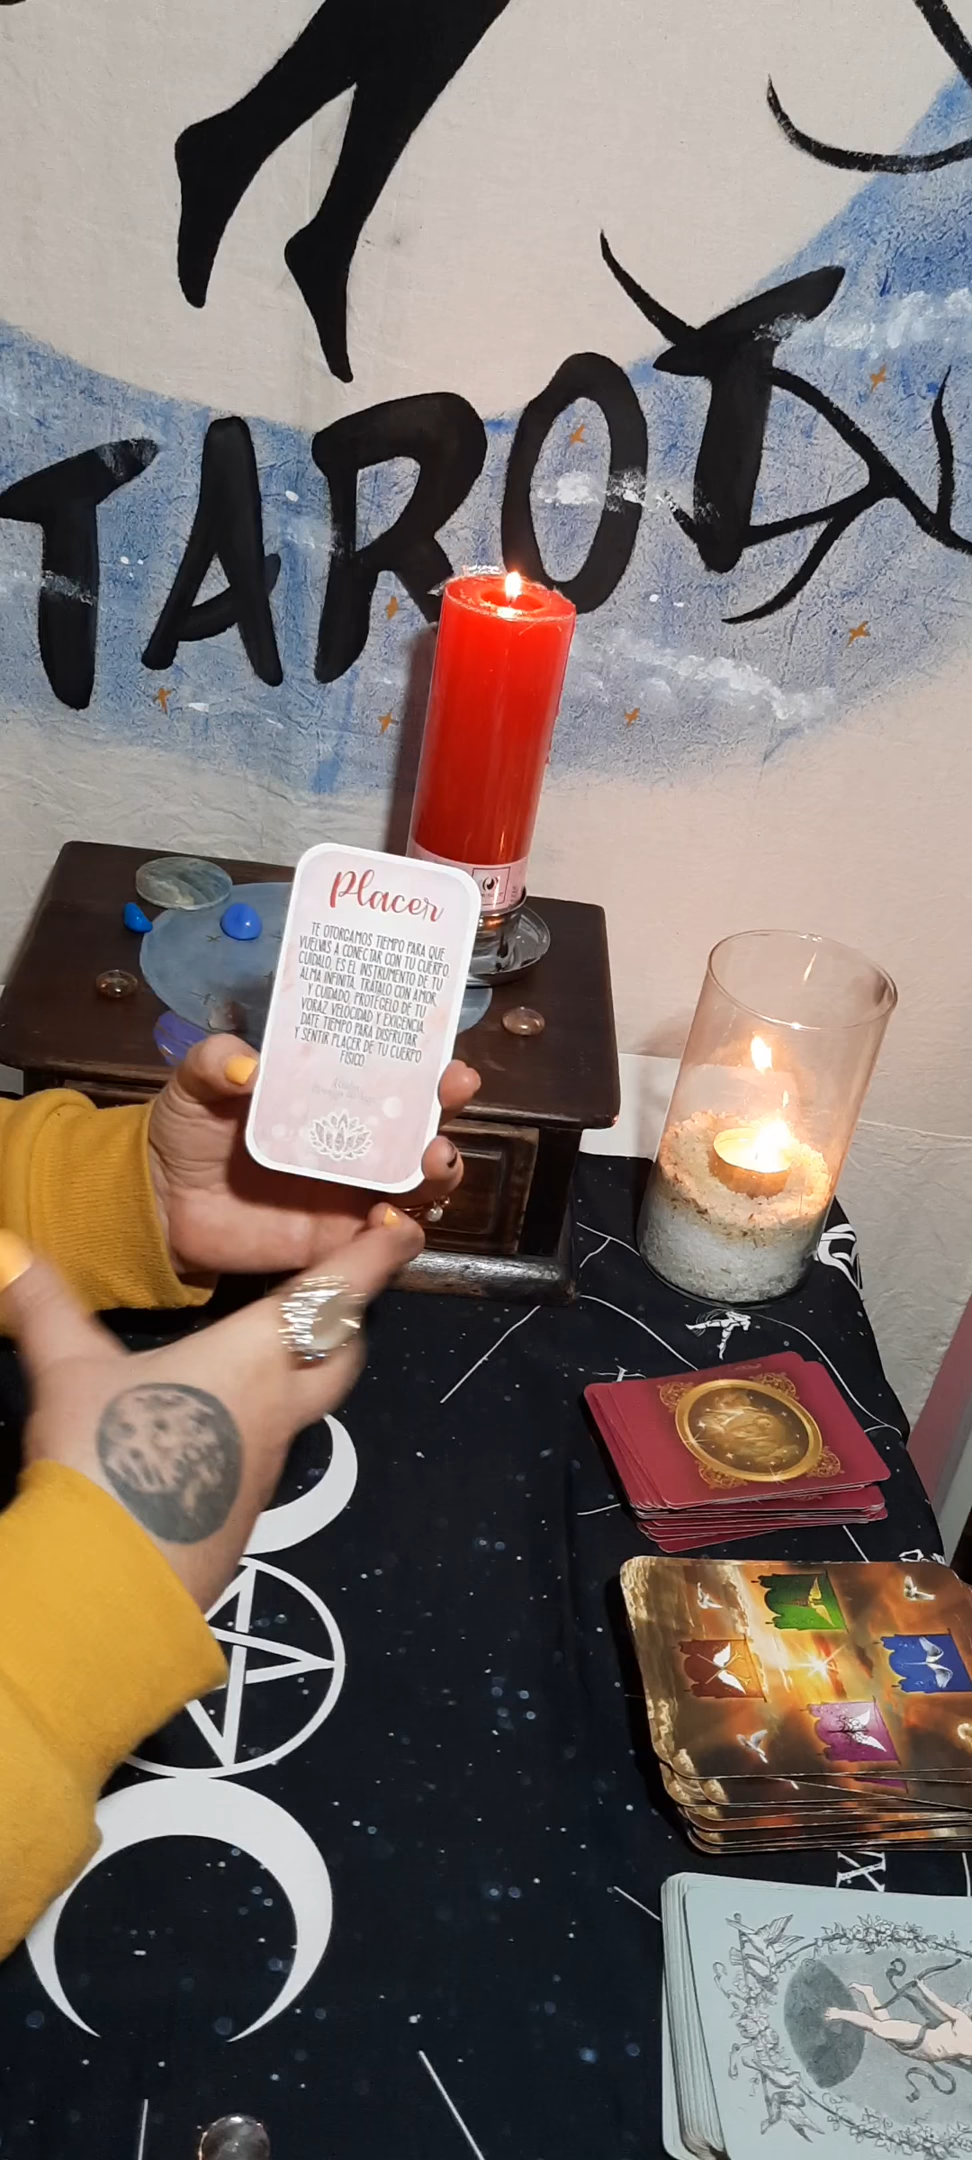 TAROT
Placer
TE OTORGAMOS TIEMPO PARA QUE
VUELVAS A CONECTAR CON TU CUERPO.
CUÍDALO, ES EL INSTRUMENTO DE TU
ALMA INFINITA, TRÁTALO CON AMOR
Y CUIDADO, PROTÉGELO DE TU
VORAZ VELOCIDAD Y EXIGENCIA.
DATE TIEMPO PARA DISFRUTAR
Y SENTIR PLACER DE TU CUERPO
FÍSICO